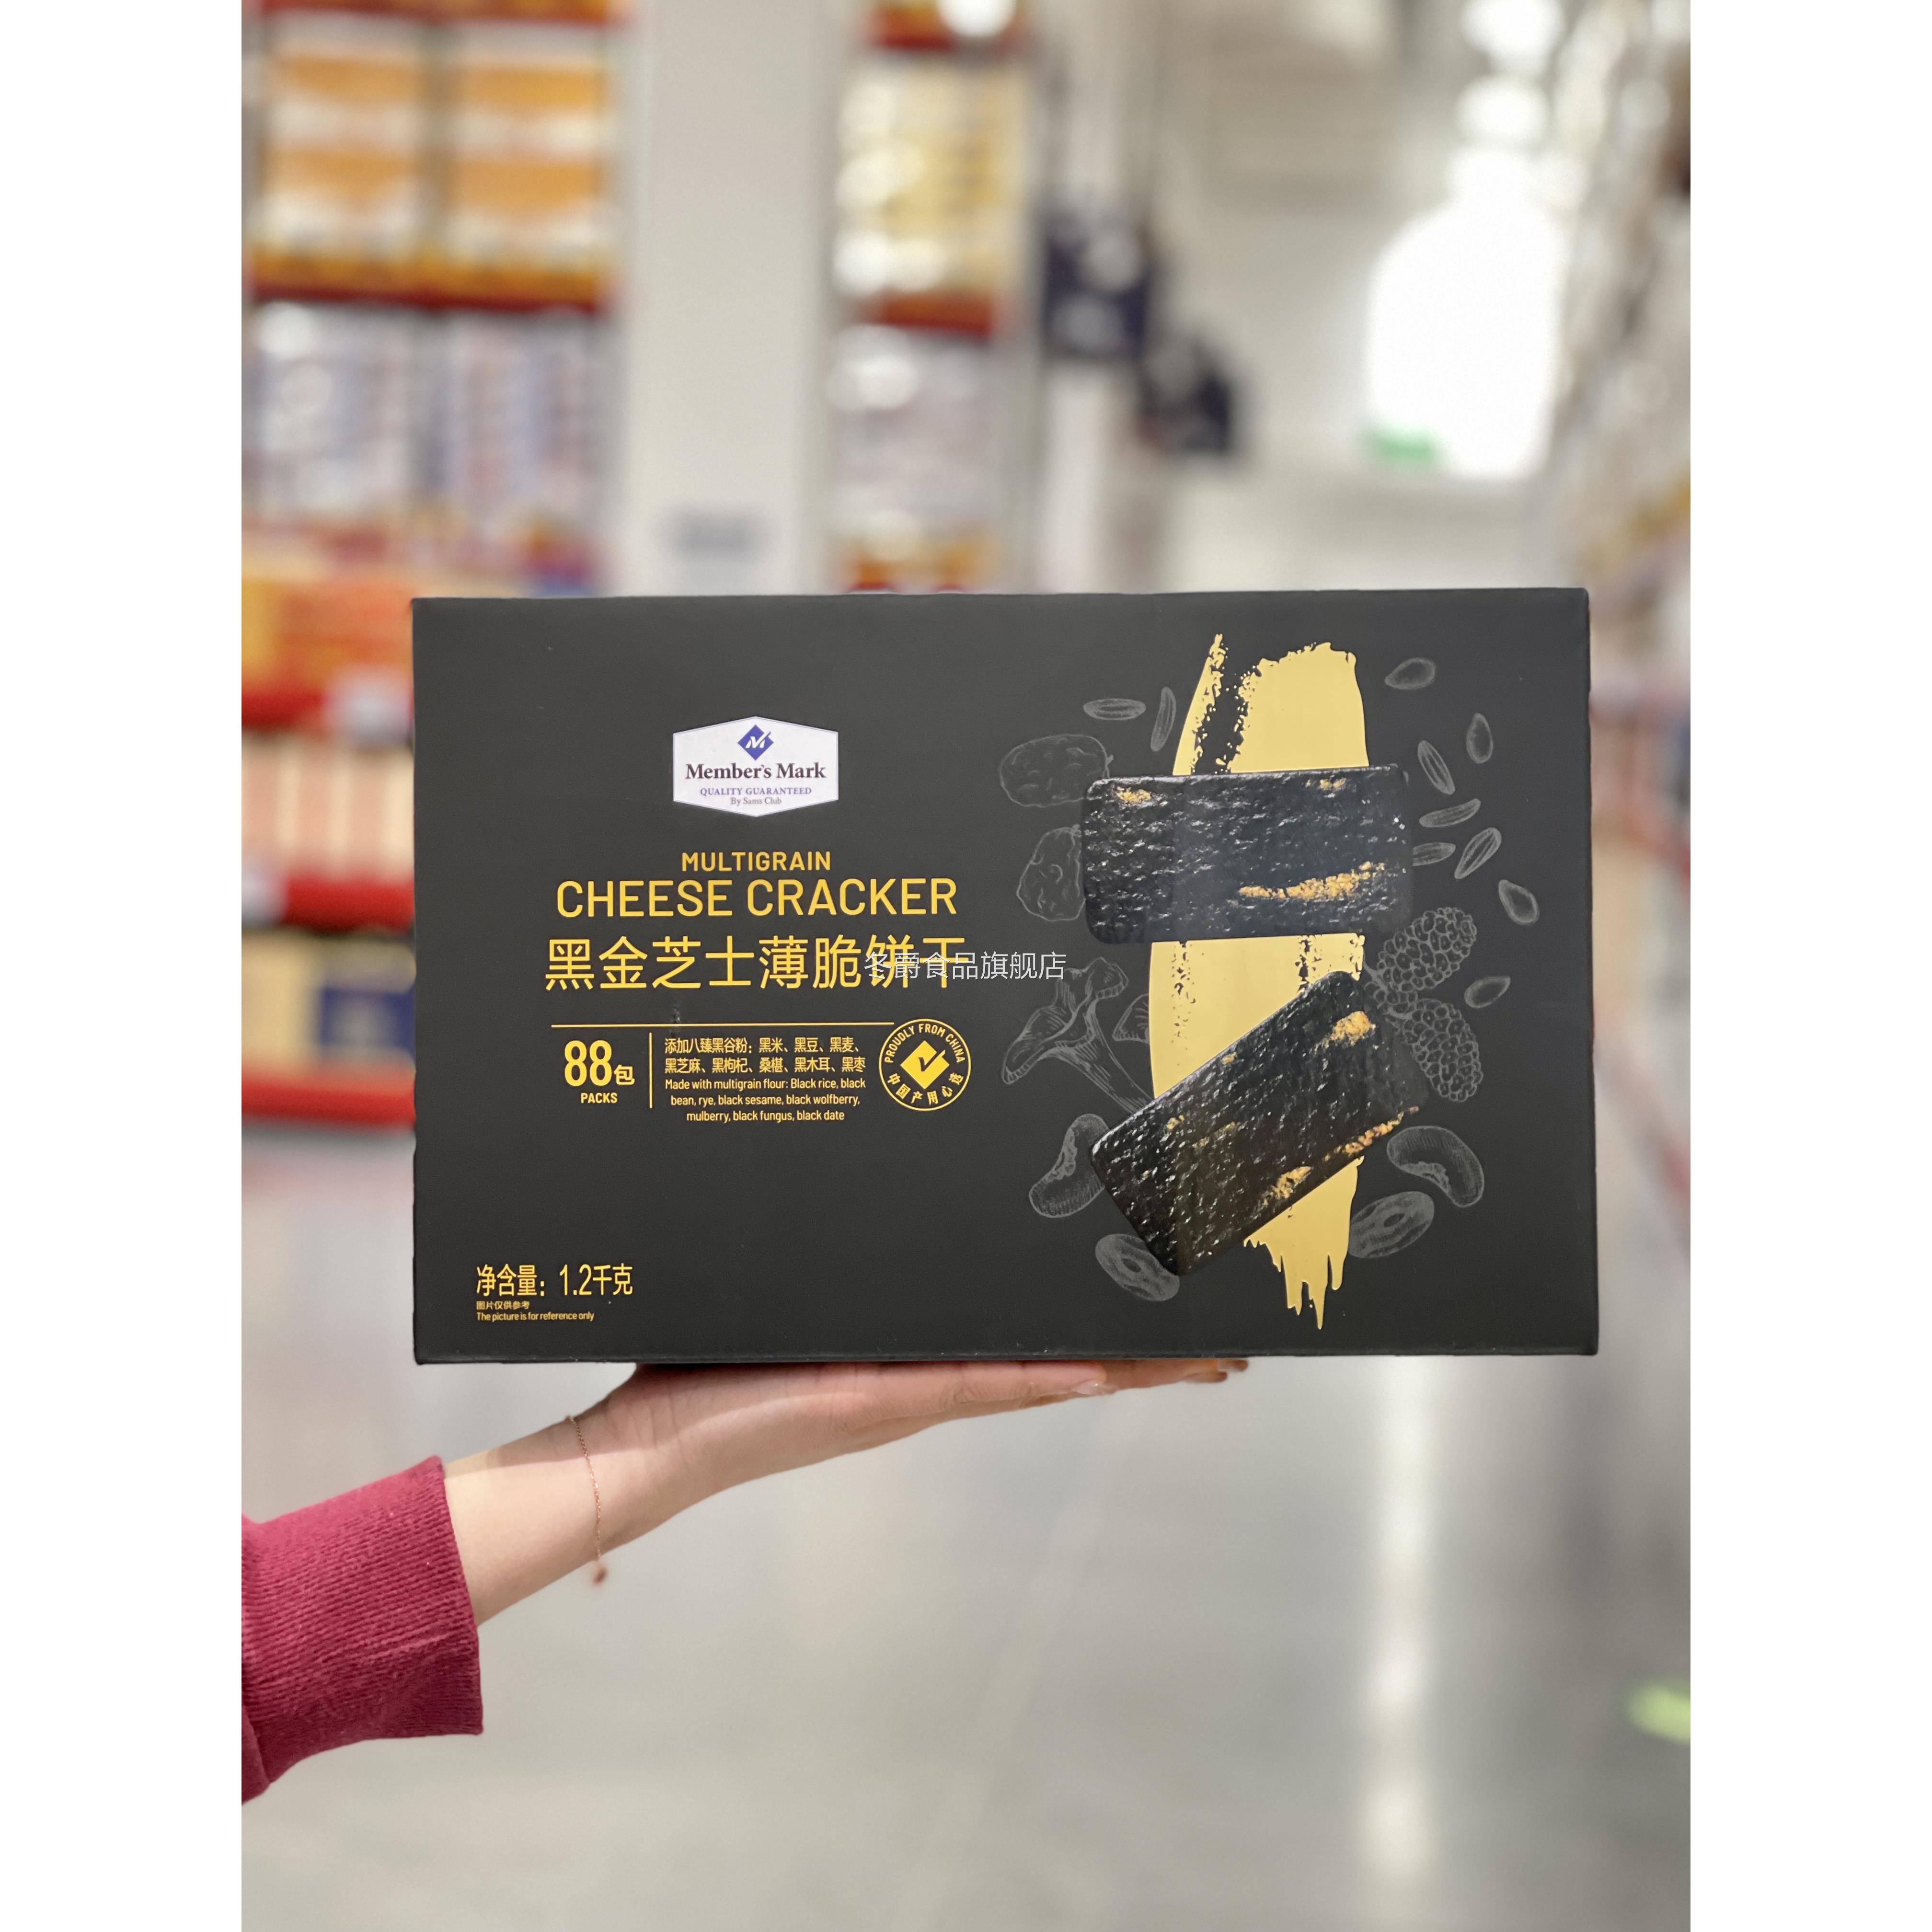 Member's Mark
QUALITY GUARANTEED
By Sams Club
MULTIGRAIN
CHEESE CRACKER
黑金芝士薄脆饼干
冬爵食品旗舰店
88包
PACKS
添加八臻黑谷粉：黑米、黑豆、黑麦、
黑芝麻、黑枸杞、桑椹、黑木耳、黑枣
Made with multigrain flour: Black rice, black
bean, rye, black sesame, black wolfberry,
mulberry, black fungus, black date
PROUDLY FROM CHINA
中国产用心选
净含量：1.2千克
图片仅供参考
The picture is for reference only